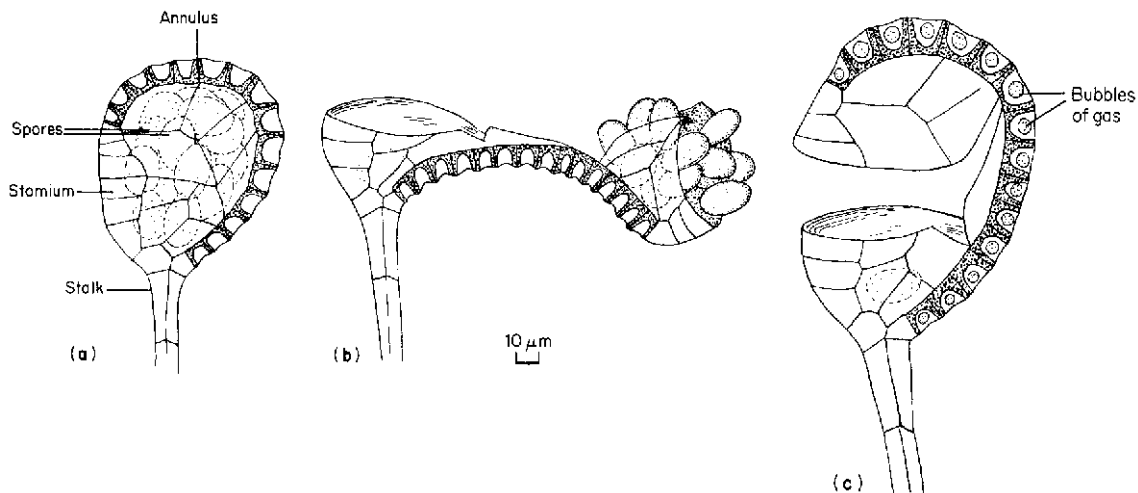 Annulus
Spores
Stomium
Stalk
(a)
(b)
10 μm
Bubbles
of gas
(c)